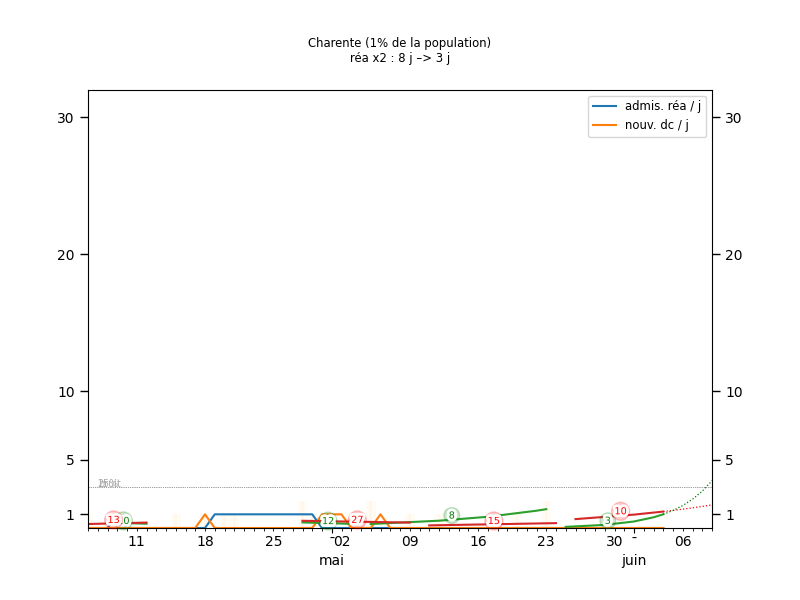 Charente (1% de la population)
réa x2 : 8 j –> 3 j
admis. réa / j
nouv. dc / j
30 30
20 20
10 10
5 5
1 1
13 12 27 8 15 3 10
11 18 25 02 09 16 23 30 06
mai juin